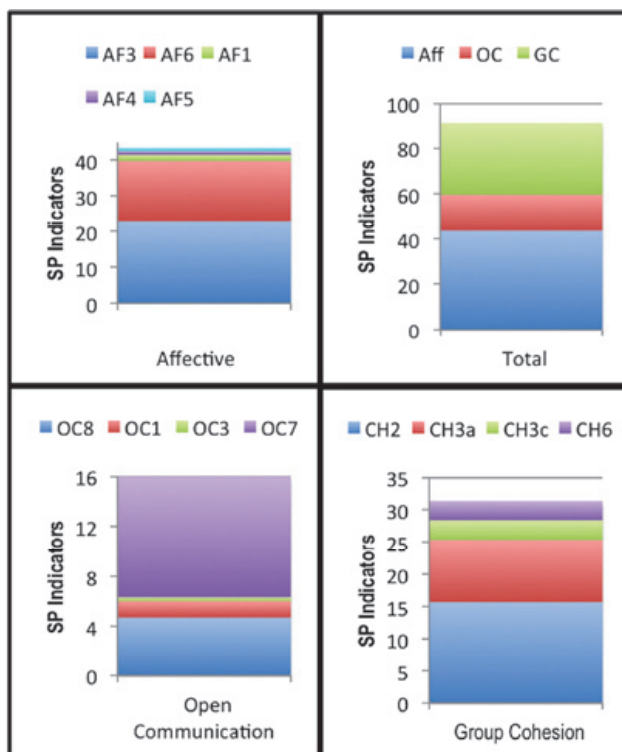 AF3 AF6 AF1
AF4 AF5
SP Indicators
40
30
20
10
0
Affective
Aff OC GC
SP Indicators
100
80
60
40
20
0
Total
OC8 OC1 OC3 OC7
SP Indicators
16
12
8
4
0
Open
Communication
CH2 CH3a CH3c CH6
SP Indicators
35
30
25
20
15
10
5
0
Group Cohesion